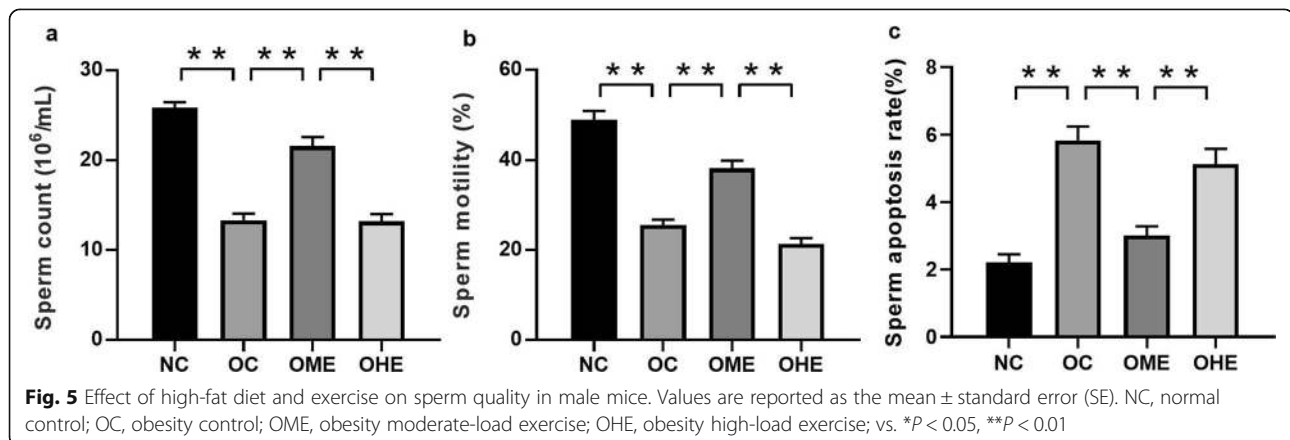 a
* * * * * *
Sperm count (10⁶/mL)
30
20
10
0
NC OC OME OHE
b
* * * * * *
Sperm motility (%)
60
40
20
0
NC OC OME OHE
c
* * * * * *
Sperm apoptosis rate(%)
8
6
4
2
0
NC OC OME OHE
Fig. 5 Effect of high-fat diet and exercise on sperm quality in male mice. Values are reported as the mean ± standard error (SE). NC, normal
control; OC, obesity control; OME, obesity moderate-load exercise; OHE, obesity high-load exercise; vs. *P < 0.05, **P < 0.01